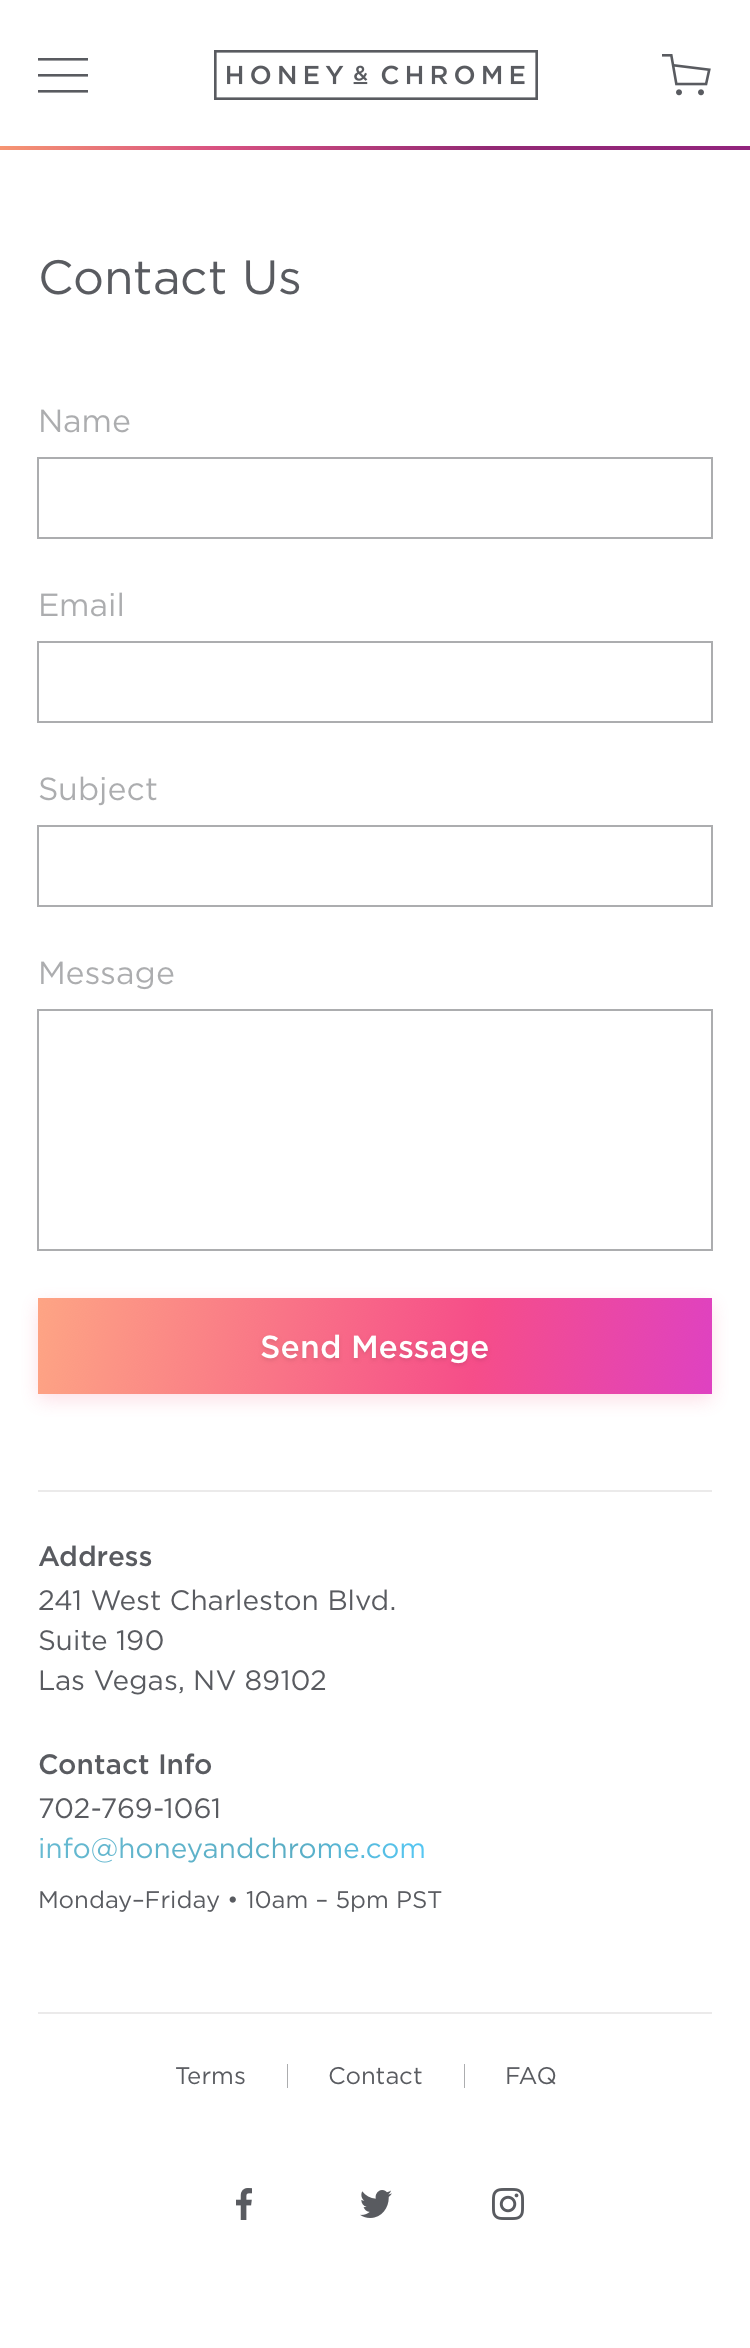 HONEY & CHROME
Contact Us
Name
Email
Subject
Message
Send Message
Address
241 West Charleston Blvd.
Suite 190
Las Vegas, NV 89102
Contact Info
702-769-1061
info@honeyandchrome.com
Monday–Friday • 10am – 5pm PST
Terms | Contact | FAQ